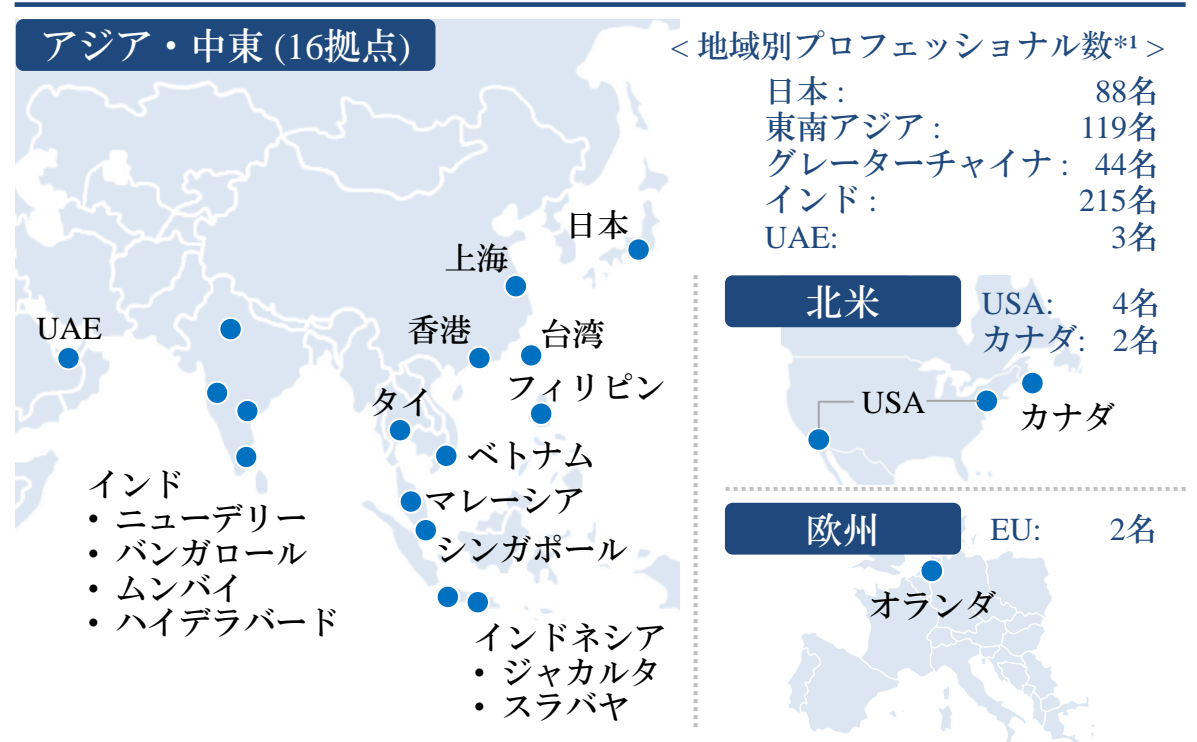 アジア・中東 (16拠点)
< 地域別プロフェッショナル数*1 >
日本 : 88名
東南アジア : 119名
グレーターチャイナ : 44名
インド : 215名
UAE: 3名
日本
上海
UAE
香港
台湾
フィリピン
タイ
ベトナム
マレーシア
シンガポール
インド
• ニューデリー
• バンガロール
• ムンバイ
• ハイデラバード
インドネシア
• ジャカルタ
• スラバヤ
北米
USA: 4名
カナダ: 2名
USA
カナダ
欧州
EU: 2名
オランダ